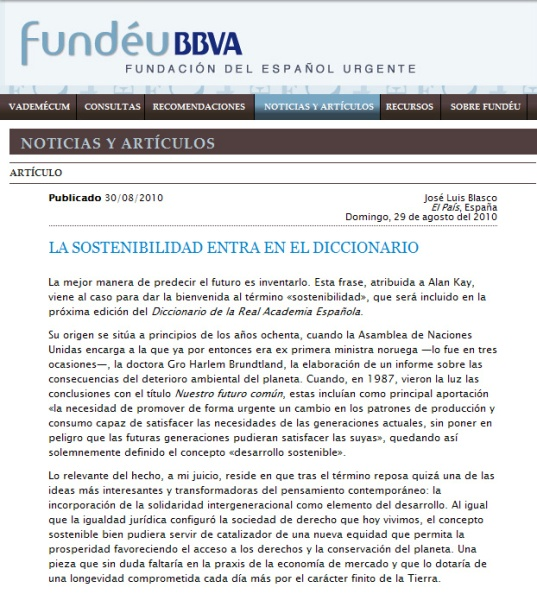 fundéu BBVA
FUNDACIÓN DEL ESPAÑOL URGENTE
VADEMÉCUM CONSULTAS RECOMENDACIONES NOTICIAS Y ARTÍCULOS RECURSOS SOBRE FUNDÉU
NOTICIAS Y ARTÍCULOS
ARTÍCULO
Publicado 30/08/2010
José Luis Blasco
El País, España
Domingo, 29 de agosto del 2010
LA SOSTENIBILIDAD ENTRA EN EL DICCIONARIO
La mejor manera de predecir el futuro es inventarlo. Esta frase, atribuida a Alan Kay,
viene al caso para dar la bienvenida al término «sostenibilidad», que será incluido en la
próxima edición del Diccionario de la Real Academia Española.
Su origen se sitúa a principios de los años ochenta, cuando la Asamblea de Naciones
Unidas encarga a la que ya por entonces era ex primera ministra noruega —lo fue en tres
ocasiones—, la doctora Gro Harlem Brundtland, la elaboración de un informe sobre las
consecuencias del deterioro ambiental del planeta. Cuando, en 1987, vieron la luz las
conclusiones con el título Nuestro futuro común, estas incluían como principal aportación
«la necesidad de promover de forma urgente un cambio en los patrones de producción y
consumo capaz de satisfacer las necesidades de las generaciones actuales, sin poner en
peligro que las futuras generaciones pudieran satisfacer las suyas», quedando así
solemnemente definido el concepto «desarrollo sostenible».
Lo relevante del hecho, a mi juicio, reside en que tras el término reposa quizá una de las
ideas más interesantes y transformadoras del pensamiento contemporáneo: la
incorporación de la solidaridad intergeneracional como elemento del desarrollo. Al igual
que la igualdad jurídica configuró la sociedad de derecho que hoy vivimos, el concepto
sostenible bien pudiera servir de catalizador de una nueva equidad que permita la
prosperidad favoreciendo el acceso a los derechos y la conservación del planeta. Una
pieza que sin duda faltaría en la praxis de la economía de mercado y que lo dotaría de
una longevidad comprometida cada día más por el carácter finito de la Tierra.